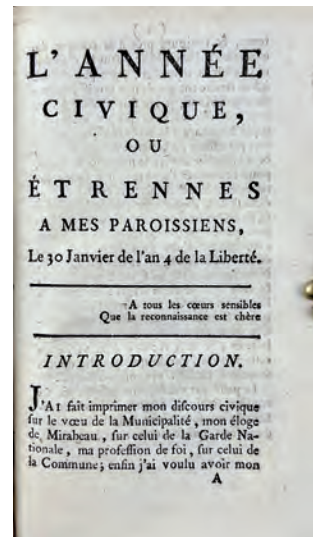 L'ANNÉE
CIVIQUE,
OU
ÉTRENNES
A MES PAROISSIENS,
Le 30 Janvier de l'an 4 de la Liberté.
A tous les cœurs sensibles
Que la reconnaissance est chère
INTRODUCTION.
J'AI fait imprimer mon diſcours civique
ſur le vœu de la Municipalité, mon éloge
de Mirabeau, ſur celui de la Garde Na-
tionale, ma profeſſion de foi, ſur celui de
la Commune; enfin j'ai voulu avoir mon
A